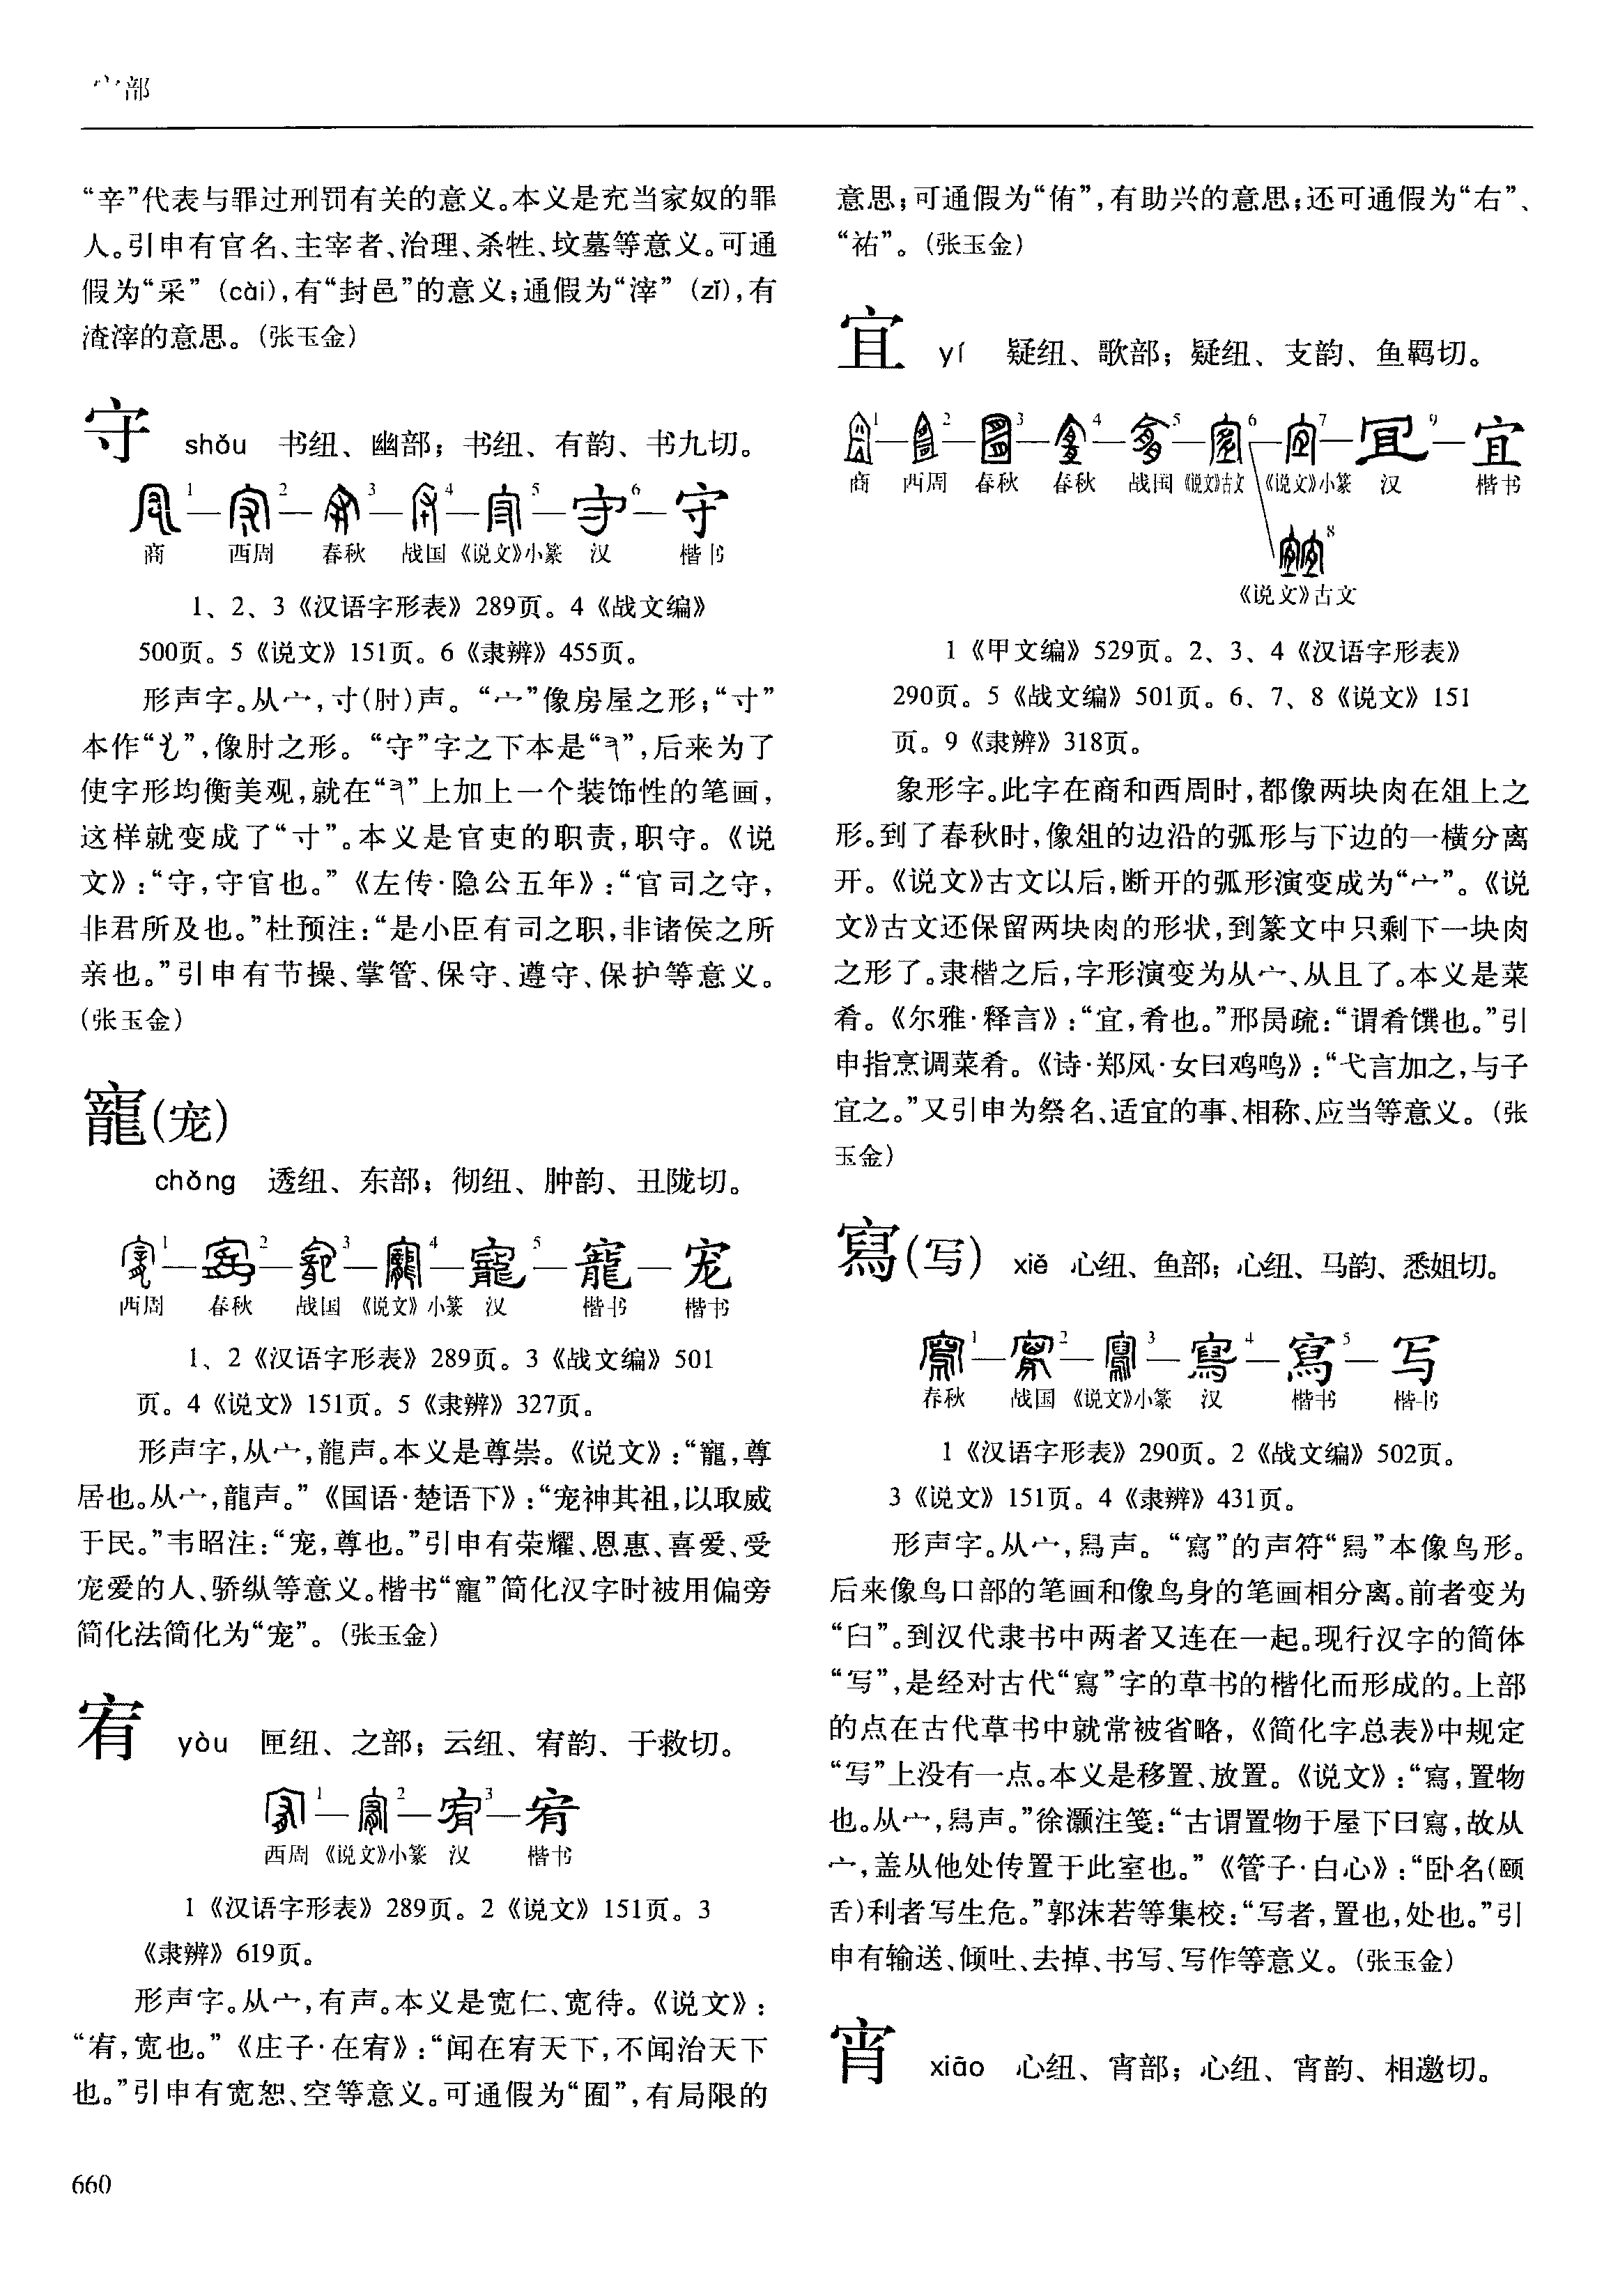 宀部
“辛”代表与罪过刑罚有关的意义。本义是充当家奴的罪
人。引申有官名、主宰者、治理、杀牲、坟墓等意义。可通
假为“采”(cài),有“封邑”的意义;通假为“滓”(zǐ),有
渣滓的意思。(张玉金)
守 shǒu 书纽、幽部;书纽、有韵、书九切。
1—2—3—4—5—6—守
商 西周 春秋 战国 《说文》小篆 汉 楷书
1、2、3《汉语字形表》289页。4《战文编》
500页。5《说文》151页。6《隶辨》455页。
形声字。从宀,寸(肘)声。“宀”像房屋之形;“寸”
本作“”,像肘之形。“守”字之下本是“”,后来为了
使字形均衡美观,就在“”上加上一个装饰性的笔画,
这样就变成了“寸”。本义是官吏的职责,职守。《说
文》:“守,守官也。”《左传·隐公五年》:“官司之守,
非君所及也。”杜预注:“是小臣有司之职,非诸侯之所
亲也。”引申有节操、掌管、保守、遵守、保护等意义。
(张玉金)
寵(宠)
chǒng 透纽、东部;彻纽、肿韵、丑陇切。
1—2—3—4—5—寵—宠
西周 春秋 战国 《说文》小篆 汉 楷书 楷书
1、2《汉语字形表》289页。3《战文编》501
页。4《说文》151页。5《隶辨》327页。
形声字,从宀,龍声。本义是尊崇。《说文》:“寵,尊
居也。从宀,龍声。”《国语·楚语下》:“宠神其祖,以取威
于民。”韦昭注:“宠,尊也。”引申有荣耀、恩惠、喜爱、受
宠爱的人、骄纵等意义。楷书“寵”简化汉字时被用偏旁
简化法简化为“宠”。(张玉金)
宥 yòu 匣纽、之部;云纽、宥韵、于救切。
1—2—3—宥
西周 《说文》小篆 汉 楷书
1《汉语字形表》289页。2《说文》151页。3
《隶辨》619页。
形声字。从宀,有声。本义是宽仁、宽待。《说文》:
“宥,宽也。”《庄子·在宥》:“闻在宥天下,不闻治天下
也。”引申有宽恕、空等意义。可通假为“囿”,有局限的
意思;可通假为“侑”,有助兴的意思;还可通假为“右”、
“祐”。(张玉金)
宜 yí 疑纽、歌部;疑纽、支韵、鱼羁切。
1—2—3—4—5—6—7—9—宜
商 西周 春秋 春秋 战国 《说文》古文 《说文》小篆 汉 楷书
8
《说文》古文
1《甲文编》529页。2、3、4《汉语字形表》
290页。5《战文编》501页。6、7、8《说文》151
页。9《隶辨》318页。
象形字。此字在商和西周时,都像两块肉在俎上之
形。到了春秋时,像俎的边沿的弧形与下边的一横分离
开。《说文》古文以后,断开的弧形演变成为“宀”。《说
文》古文还保留两块肉的形状,到篆文中只剩下一块肉
之形了。隶楷之后,字形演变为从宀、从且了。本义是菜
肴。《尔雅·释言》:“宜,肴也。”邢昺疏:“谓肴馔也。”引
申指烹调菜肴。《诗·郑风·女曰鸡鸣》:“弋言加之,与子
宜之。”又引申为祭名、适宜的事、相称、应当等意义。(张
玉金)
寫(写) xiě 心纽、鱼部;心纽、马韵、悉姐切。
1—2—3—4—寫5—写
春秋 战国 《说文》小篆 汉 楷书 楷书
1《汉语字形表》290页。2《战文编》502页。
3《说文》151页。4《隶辨》431页。
形声字。从宀,舄声。“寫”的声符“舄”本像鸟形。
后来像鸟口部的笔画和像鸟身的笔画相分离。前者变为
“臼”。到汉代隶书中两者又连在一起。现行汉字的简体
“写”,是经对古代“寫”字的草书的楷化而形成的。上部
的点在古代草书中就常被省略,《简化字总表》中规定
“写”上没有一点。本义是移置、放置。《说文》:“寫,置物
也。从宀,舄声。”徐灏注笺:“古谓置物于屋下曰寫,故从
宀,盖从他处传置于此室也。”《管子·白心》:“卧名(颐
舌)利者写生危。”郭沫若等集校:“写者,置也,处也。”引
申有输送、倾吐、去掉、书写、写作等意义。(张玉金)
宵 xiāo 心纽、宵部;心纽、宵韵、相邀切。
660